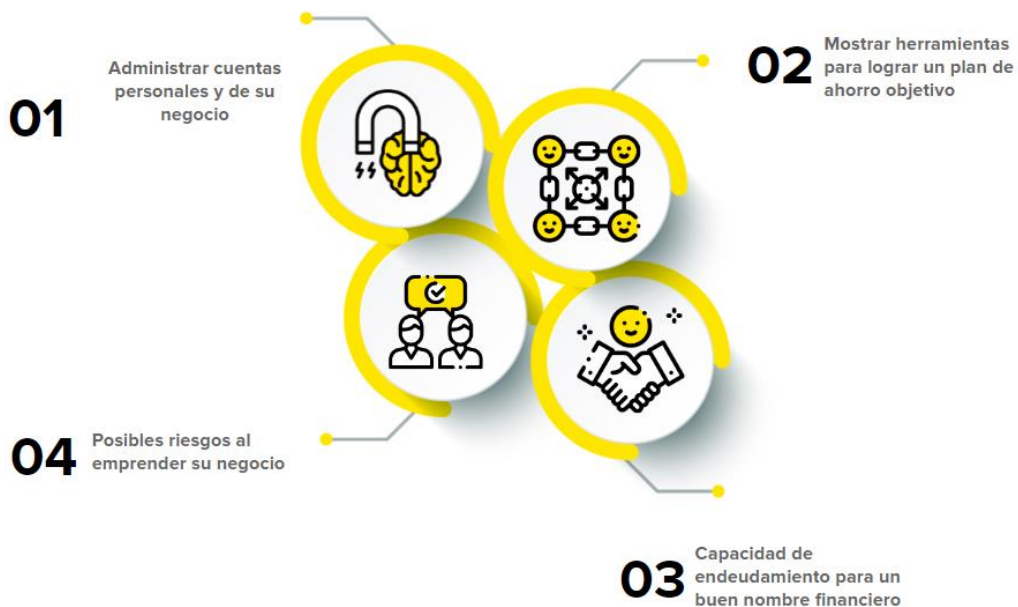 01
Administrar cuentas
personales y de su
negocio
02
Mostrar herramientas
para lograr un plan de
ahorro objetivo
03
Capacidad de
endeudamiento para un
buen nombre financiero
04
Posibles riesgos al
emprender su negocio